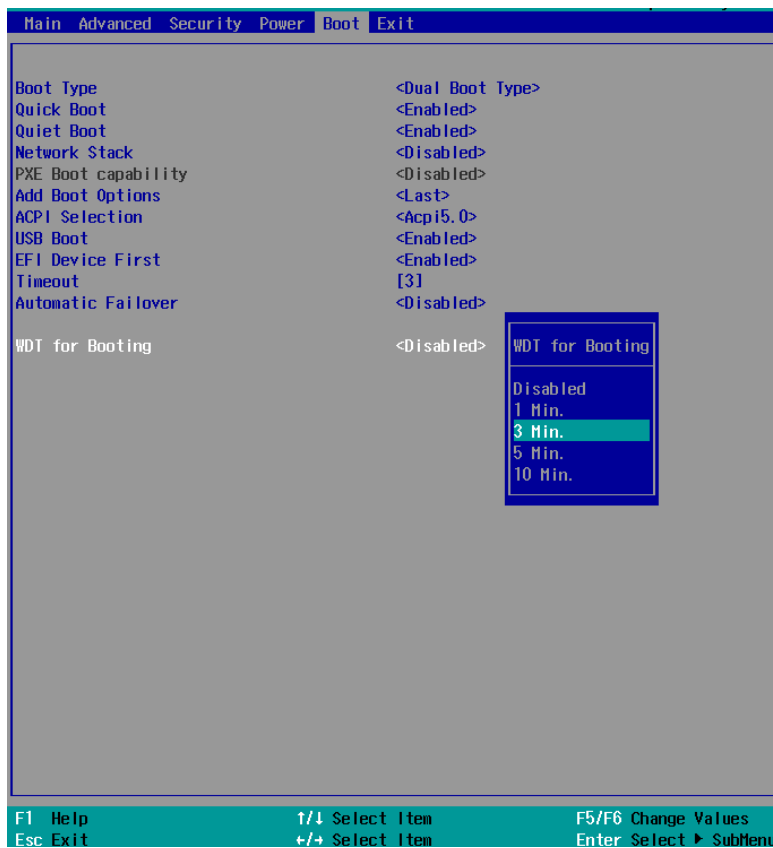 Main Advanced Security Power Boot Exit
Boot Type <Dual Boot Type>
Quick Boot <Enabled>
Quiet Boot <Enabled>
Network Stack <Disabled>
PXE Boot capability <Disabled>
Add Boot Options <Last>
ACPI Selection <Acpi5.0>
USB Boot <Enabled>
EFI Device First <Enabled>
Timeout [3]
Automatic Failover <Disabled>
WDT for Booting <Disabled>
WDT for Booting
Disabled
1 Min.
3 Min.
5 Min.
10 Min.
F1 Help ↑/↓ Select Item F5/F6 Change Values
Esc Exit ←/→ Select Item Enter Select ▶ SubMenu